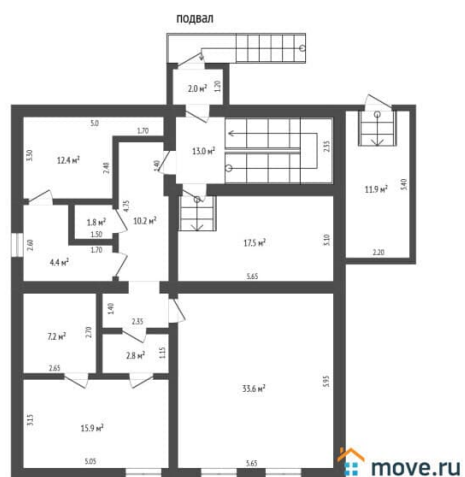 подвал
2.0 м²
1.20
5.0
1.70
3.50
12.4 м²
2.40
1.40
13.0 м²
2.35
4.75
10.2 м²
1.8 м²
1.50
1.70
2.60
4.4 м²
17.5 м²
3.10
5.65
11.9 м²
5.40
2.20
7.2 м²
2.70
2.65
1.40
2.35
2.8 м²
1.15
33.6 м²
5.95
5.65
3.15
15.9 м²
5.05
move.ru